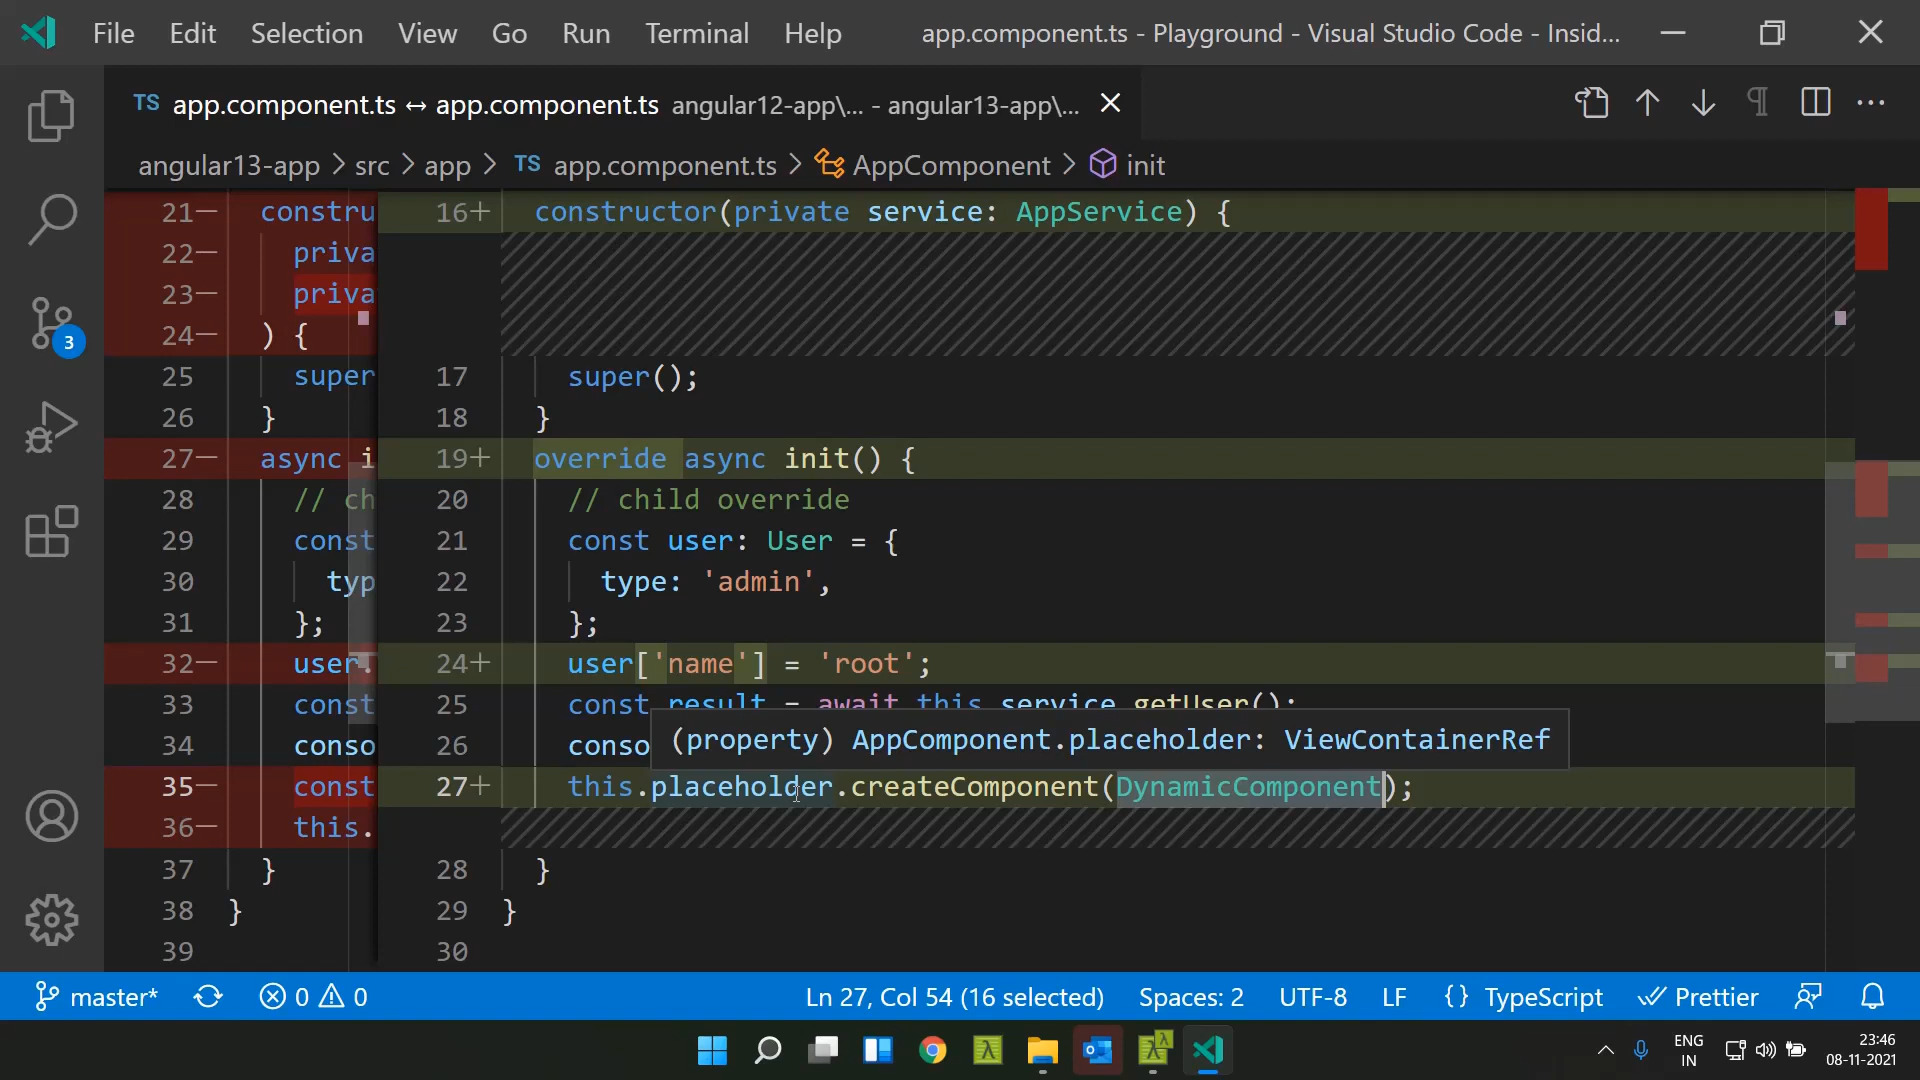 File Edit Selection View Go Run Terminal Help app.component.ts - Playground - Visual Studio Code - Insid...
TS app.component.ts ↔ app.component.ts angular12-app\... - angular13-app\...
angular13-app > src > app > TS app.component.ts > AppComponent > init
21— constru
22— priva
23— priva
24— ) {
25 super
26 }
27— async i
28 // ch
29 const
30 typ
31 };
32— user.
33 const
34 conso
35— const
36— this.
37 }
38 }
39
16+ constructor(private service: AppService) {
17 super();
18 }
19+ override async init() {
20 // child override
21 const user: User = {
22 type: 'admin',
23 };
24+ user['name'] = 'root';
25 const result = await this.service.getUser();
(property) AppComponent.placeholder: ViewContainerRef
26 conso
27+ this.placeholder.createComponent(DynamicComponent);
28 }
29 }
30
3
master* 0 0 Ln 27, Col 54 (16 selected) Spaces: 2 UTF-8 LF {} TypeScript Prettier
ENG
IN
23:46
08-11-2021